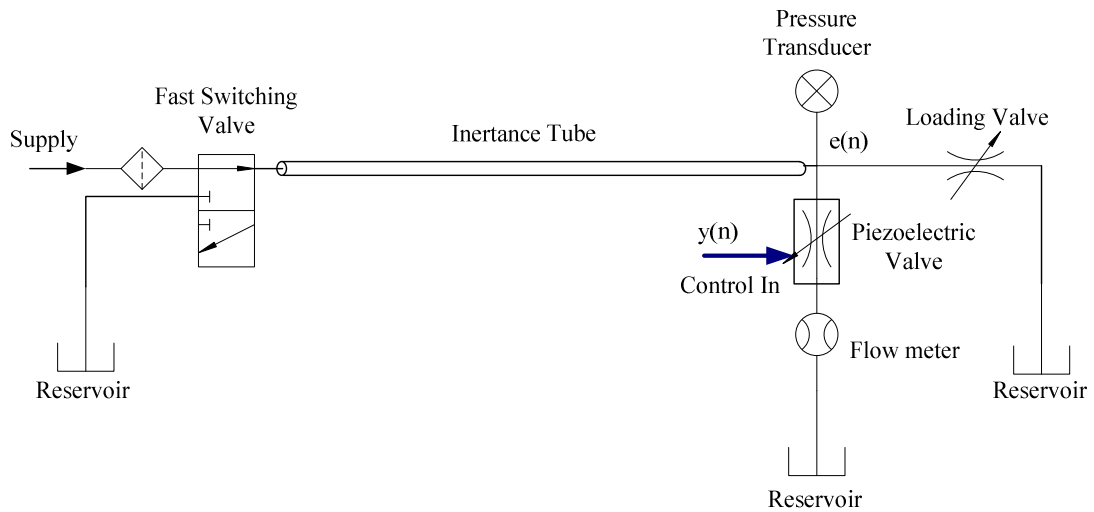 Pressure
Transducer
Fast Switching
Valve
Supply
Inertance Tube
e(n)
Loading Valve
y(n)
Control In
Piezoelectric
Valve
Flow meter
Reservoir
Reservoir
Reservoir